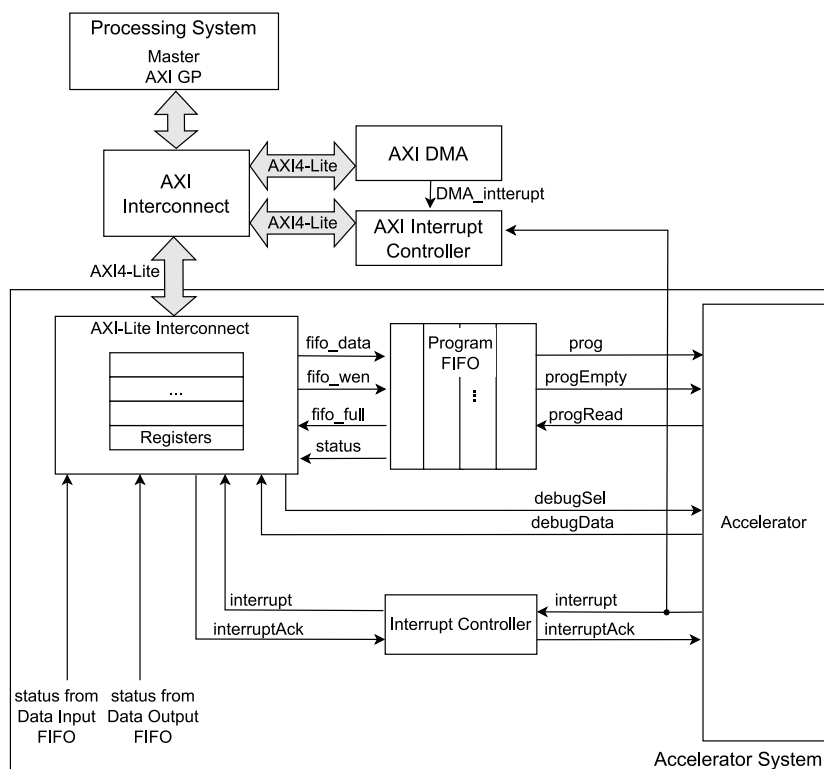 Processing System
Master
AXI GP
AXI4-Lite
AXI DMA
AXI
Interconnect
DMA_intterupt
AXI4-Lite
AXI Interrupt
Controller
AXI4-Lite
AXI-Lite Interconnect
...
Registers
fifo_data
fifo_wen
fifo_full
status
Program
FIFO
...
prog
progEmpty
progRead
debugSel
debugData
Accelerator
interrupt
interruptAck
Interrupt Controller
interrupt
interruptAck
status from
Data Input
FIFO
status from
Data Output
FIFO
Accelerator System